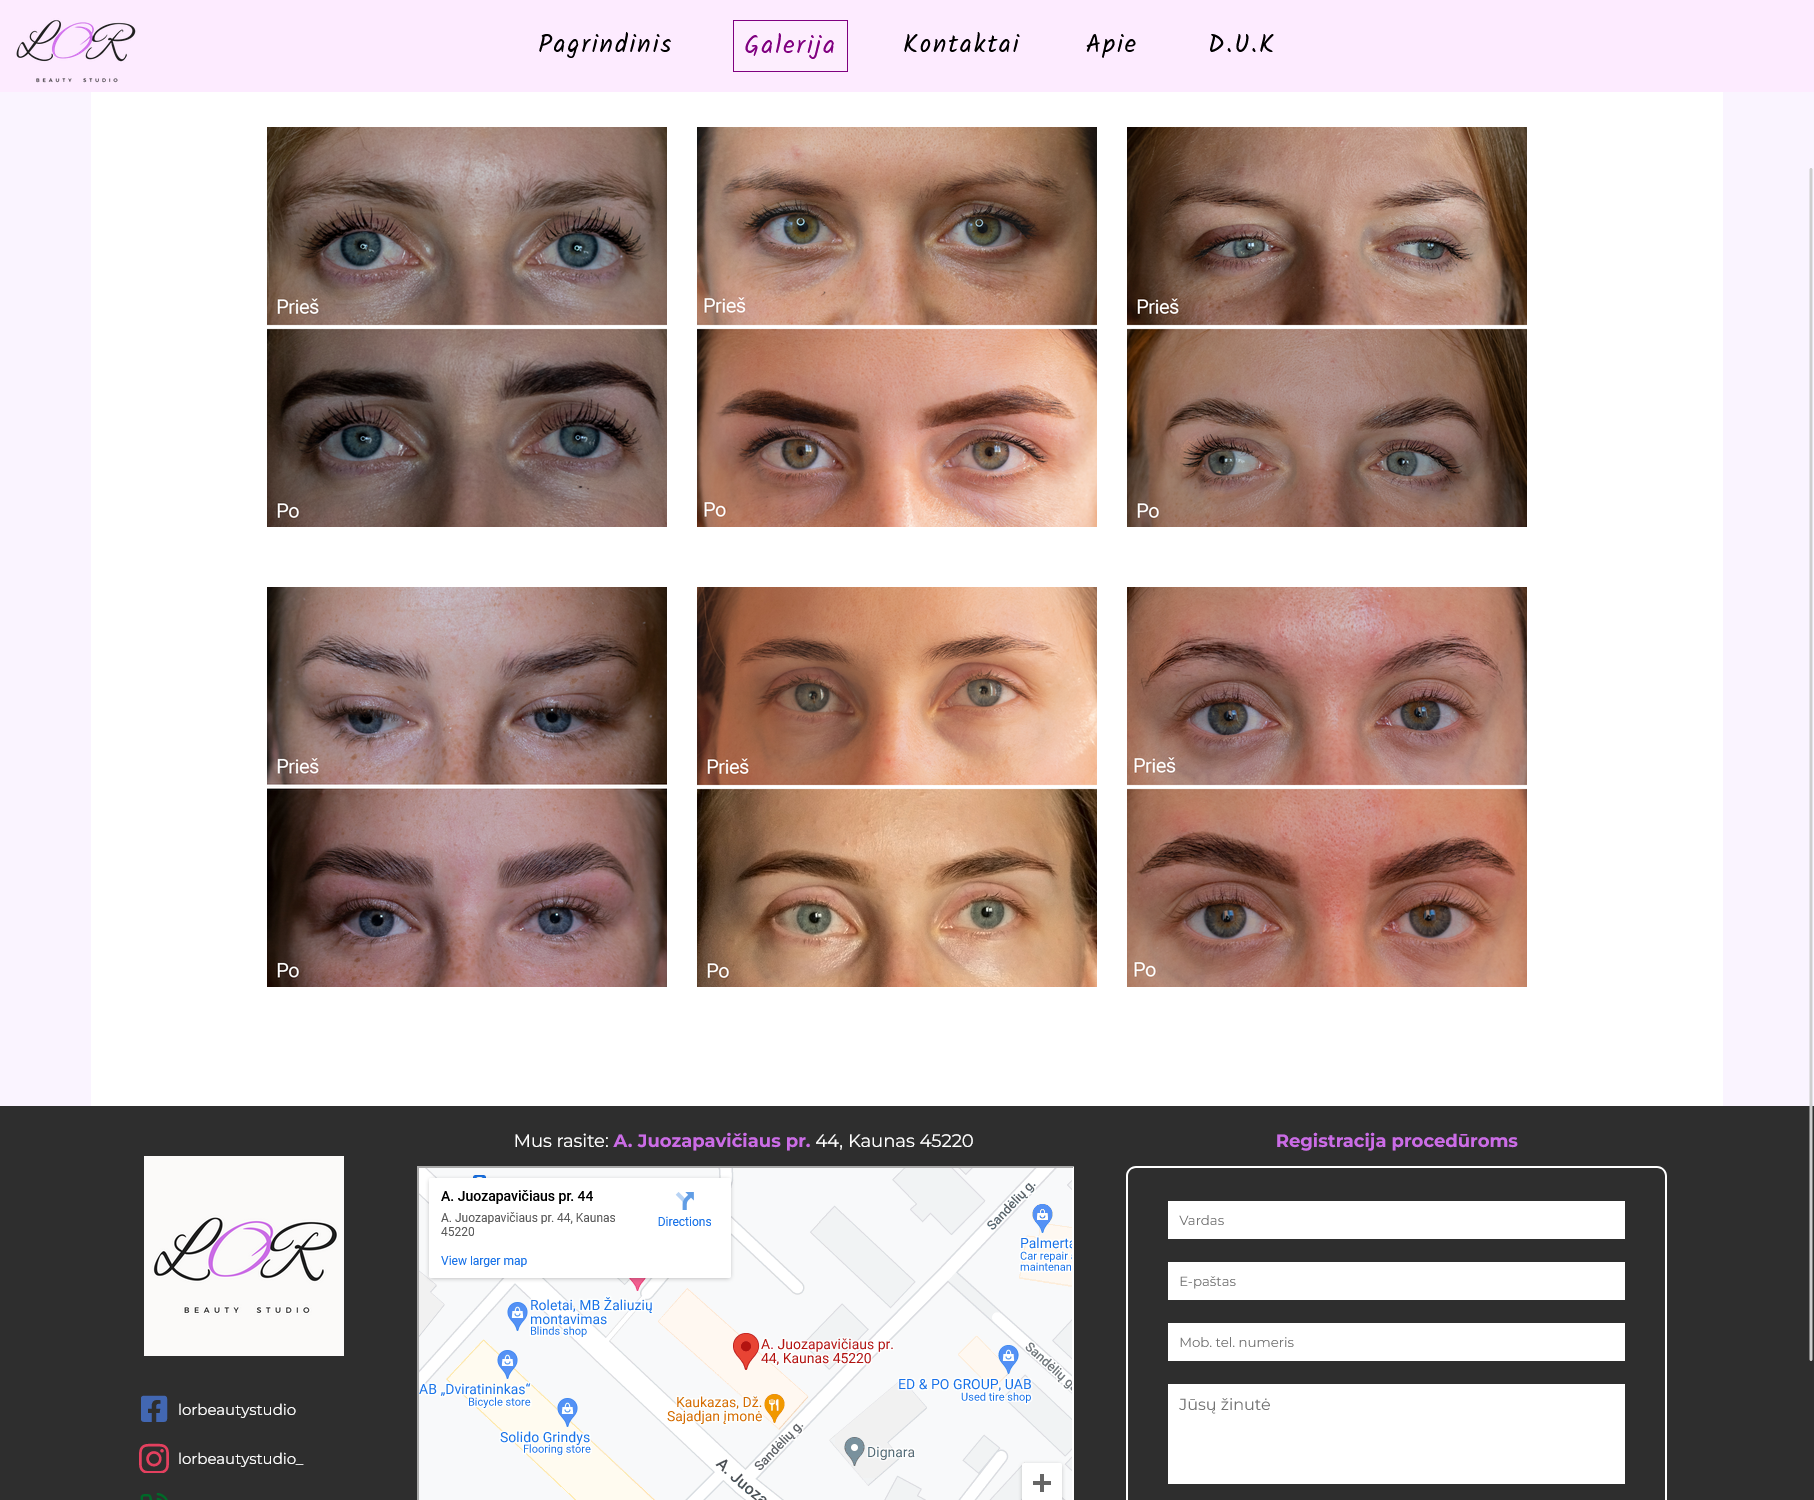 LOR
BEAUTY STUDIO
Pagrindinis
Galerija
Kontaktai
Apie
D.U.K
Prieš
Prieš
Prieš
Po
Po
Po
Prieš
Prieš
Prieš
Po
Po
Po
Mus rasite: A. Juozapavičiaus pr. 44, Kaunas 45220
Registracija procedūroms
LOR
BEAUTY STUDIO
lorbeautystudio
lorbeautystudio_
A. Juozapavičiaus pr. 44
A. Juozapavičiaus pr. 44, Kaunas
45220
Directions
View larger map
Sandėlių g.
Palmerta
Car repair
maintenan
Roletai, MB Žaliuzių
montavimas
Blinds shop
A. Juozapavičiaus pr.
44, Kaunas 45220
Sandėlių g.
AB „Dviratininkas“
Bicycle store
ED & PO GROUP, UAB
Used tire shop
Kaukazas, Dž.
Sajadjan įmonė
Solido Grindys
Flooring store
Sandėlių g.
Dignara
A. Juoza
Vardas
E-paštas
Mob. tel. numeris
Jūsų žinutė